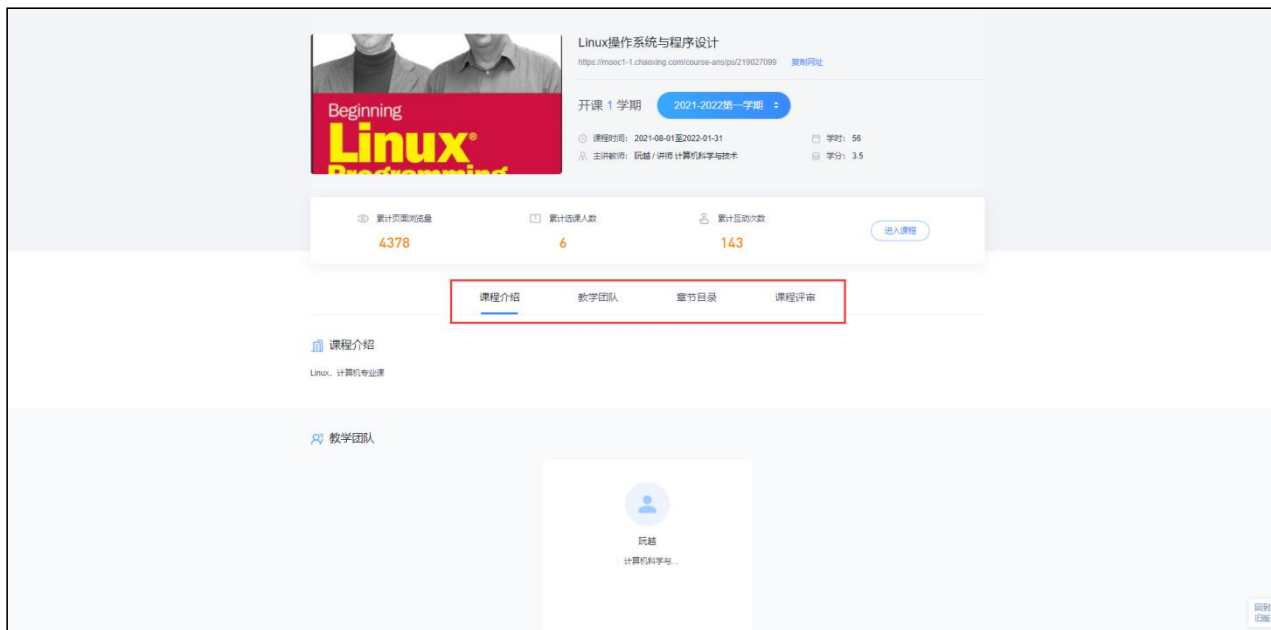 Beginning
Linux®
Programming
Linux操作系统与程序设计
https://mooc1-1.chaoxing.com/course-ans/ps/219027099 复制网址
开课 1 学期 2021-2022第一学期
课程时间: 2021-08-01至2022-01-31 学时: 56
主讲教师: 阮越 / 讲师 计算机科学与技术 学分: 3.5
累计页面浏览量 累计选课人数 累计互动次数
4378 6 143
进入课程
课程介绍 教学团队 章节目录 课程评审
课程介绍
Linux、计算机专业课
教学团队
阮越
计算机科学与...
回到
旧版